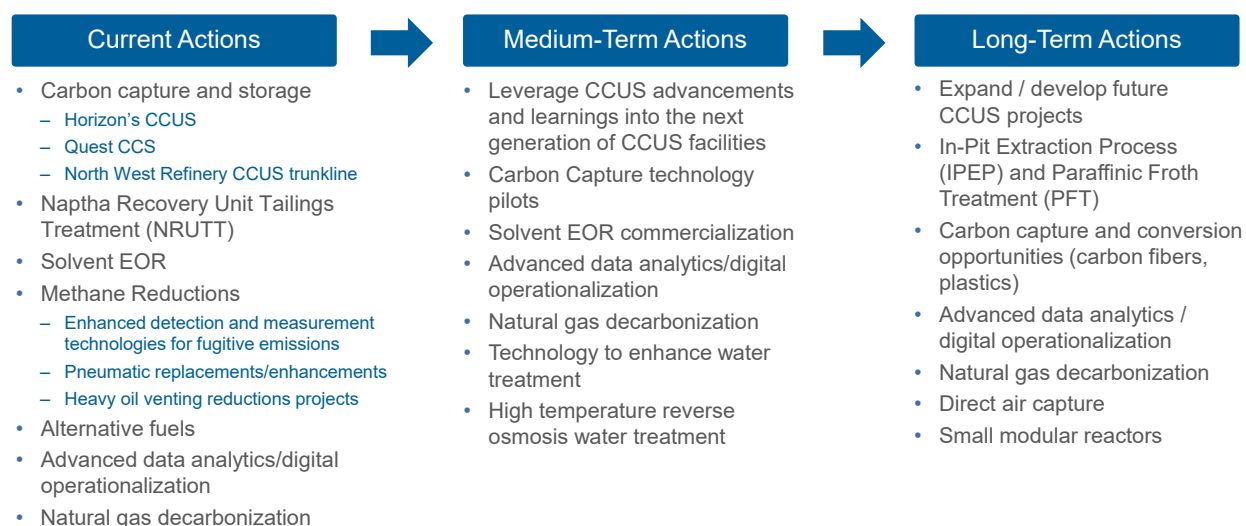 Current Actions
• Carbon capture and storage
– Horizon's CCUS
– Quest CCS
– North West Refinery CCUS trunkline
• Naptha Recovery Unit Tailings
Treatment (NRUTT)
• Solvent EOR
• Methane Reductions
– Enhanced detection and measurement
technologies for fugitive emissions
– Pneumatic replacements/enhancements
– Heavy oil venting reductions projects
• Alternative fuels
• Advanced data analytics/digital
operationalization
• Natural gas decarbonization
Medium-Term Actions
• Leverage CCUS advancements
and learnings into the next
generation of CCUS facilities
• Carbon Capture technology
pilots
• Solvent EOR commercialization
• Advanced data analytics/digital
operationalization
• Natural gas decarbonization
• Technology to enhance water
treatment
• High temperature reverse
osmosis water treatment
Long-Term Actions
• Expand / develop future
CCUS projects
• In-Pit Extraction Process
(IPEP) and Paraffinic Froth
Treatment (PFT)
• Carbon capture and conversion
opportunities (carbon fibers,
plastics)
• Advanced data analytics /
digital operationalization
• Natural gas decarbonization
• Direct air capture
• Small modular reactors